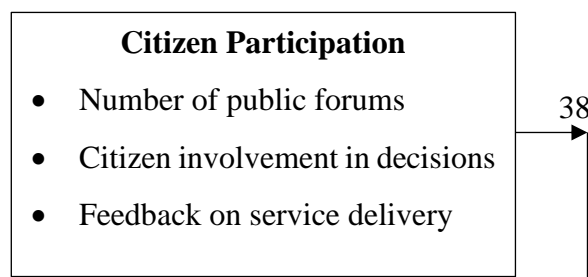 Citizen Participation
• Number of public forums
38
• Citizen involvement in decisions
• Feedback on service delivery